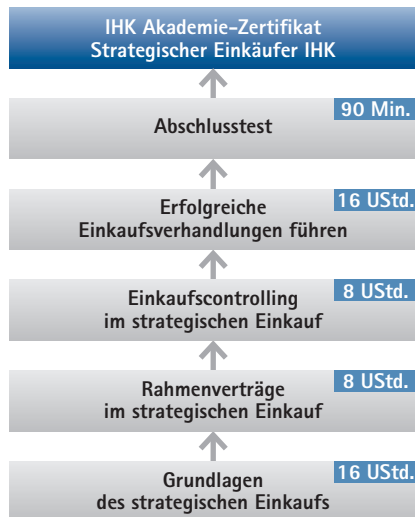 IHK Akademie-Zertifikat
Strategischer Einkäufer IHK
90 Min.
Abschlusstest
16 UStd.
Erfolgreiche
Einkaufsverhandlungen führen
8 UStd.
Einkaufscontrolling
im strategischen Einkauf
8 UStd.
Rahmenverträge
im strategischen Einkauf
16 UStd.
Grundlagen
des strategischen Einkaufs